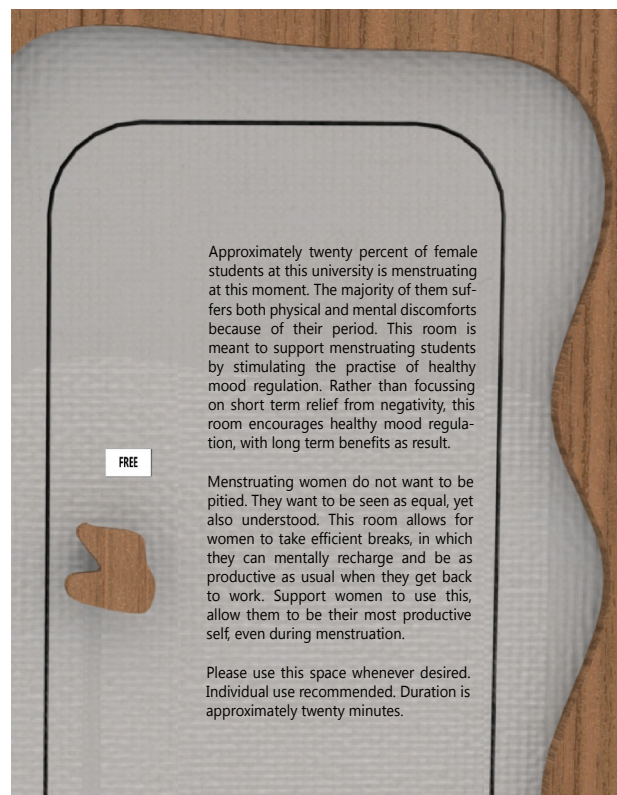 Approximately twenty percent of female
students at this university is menstruating
at this moment. The majority of them suf-
fers both physical and mental discomforts
because of their period. This room is
meant to support menstruating students
by stimulating the practise of healthy
mood regulation. Rather than focussing
on short term relief from negativity, this
room encourages healthy mood regula-
tion, with long term benefits as result.
FREE
Menstruating women do not want to be
pitied. They want to be seen as equal, yet
also understood. This room allows for
women to take efficient breaks, in which
they can mentally recharge and be as
productive as usual when they get back
to work. Support women to use this,
allow them to be their most productive
self, even during menstruation.
Please use this space whenever desired.
Individual use recommended. Duration is
approximately twenty minutes.